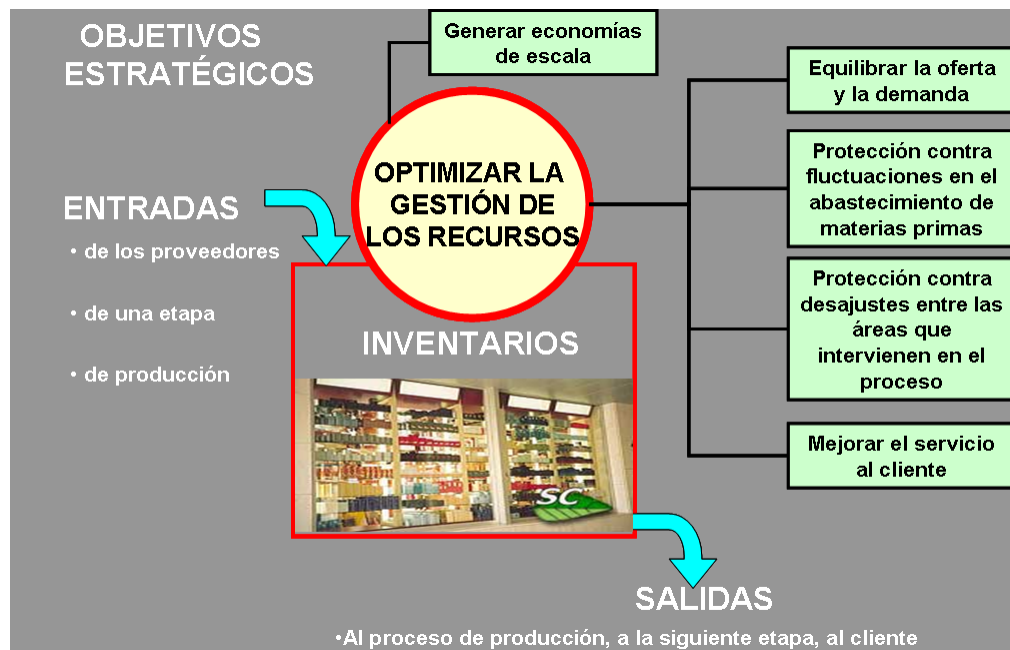 OBJETIVOS
ESTRATÉGICOS
Generar economías
de escala
Equilibrar la oferta
y la demanda
OPTIMIZAR LA
GESTIÓN DE
LOS RECURSOS
Protección contra
fluctuaciones en el
abastecimiento de
materias primas
ENTRADAS
• de los proveedores
• de una etapa
• de producción
Protección contra
desajustes entre las
áreas que
intervienen en el
proceso
INVENTARIOS
Mejorar el servicio
al cliente
SC
SALIDAS
•Al proceso de producción, a la siguiente etapa, al cliente